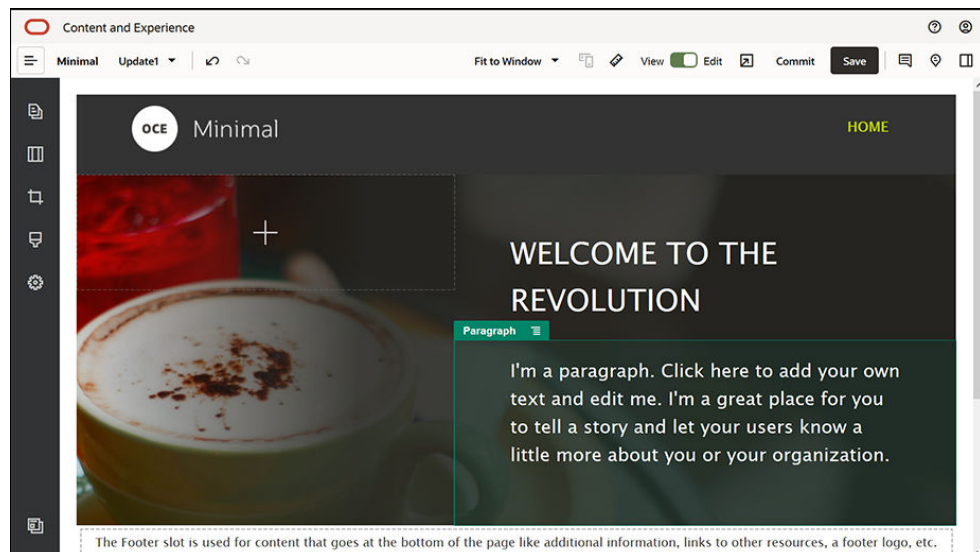 Content and Experience
Minimal Update1 Fit to Window View Edit Commit Save
OCE Minimal HOME
WELCOME TO THE
REVOLUTION
Paragraph
I'm a paragraph. Click here to add your own
text and edit me. I'm a great place for you
to tell a story and let your users know a
little more about you or your organization.
The Footer slot is used for content that goes at the bottom of the page like additional information, links to other resources, a footer logo, etc.